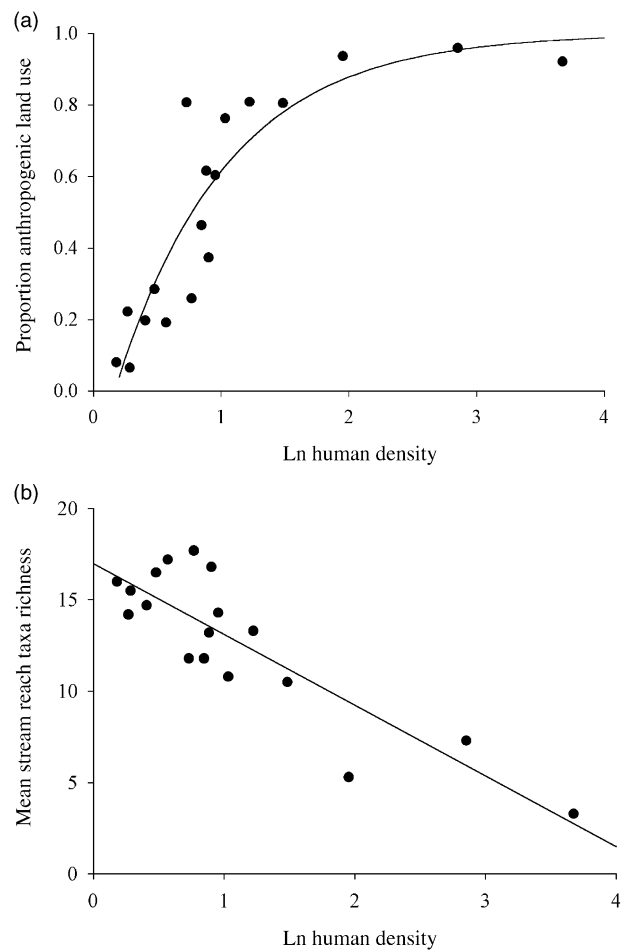 (a)
Proportion anthropogenic land use
1.0
0.8
0.6
0.4
0.2
0.0
0 1 2 3 4
Ln human density
(b)
Mean stream reach taxa richness
20
15
10
5
0
0 1 2 3 4
Ln human density